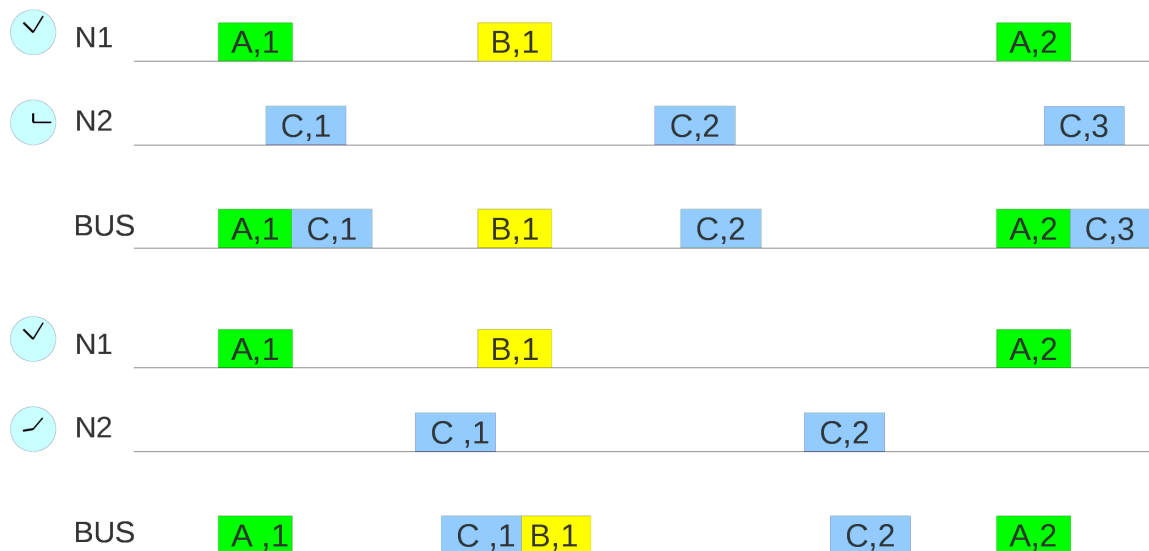 N1 A,1 B,1 A,2
N2 C,1 C,2 C,3
BUS A,1 C,1 B,1 C,2 A,2 C,3
N1 A,1 B,1 A,2
N2 C ,1 C,2
BUS A ,1 C ,1 B,1 C,2 A,2